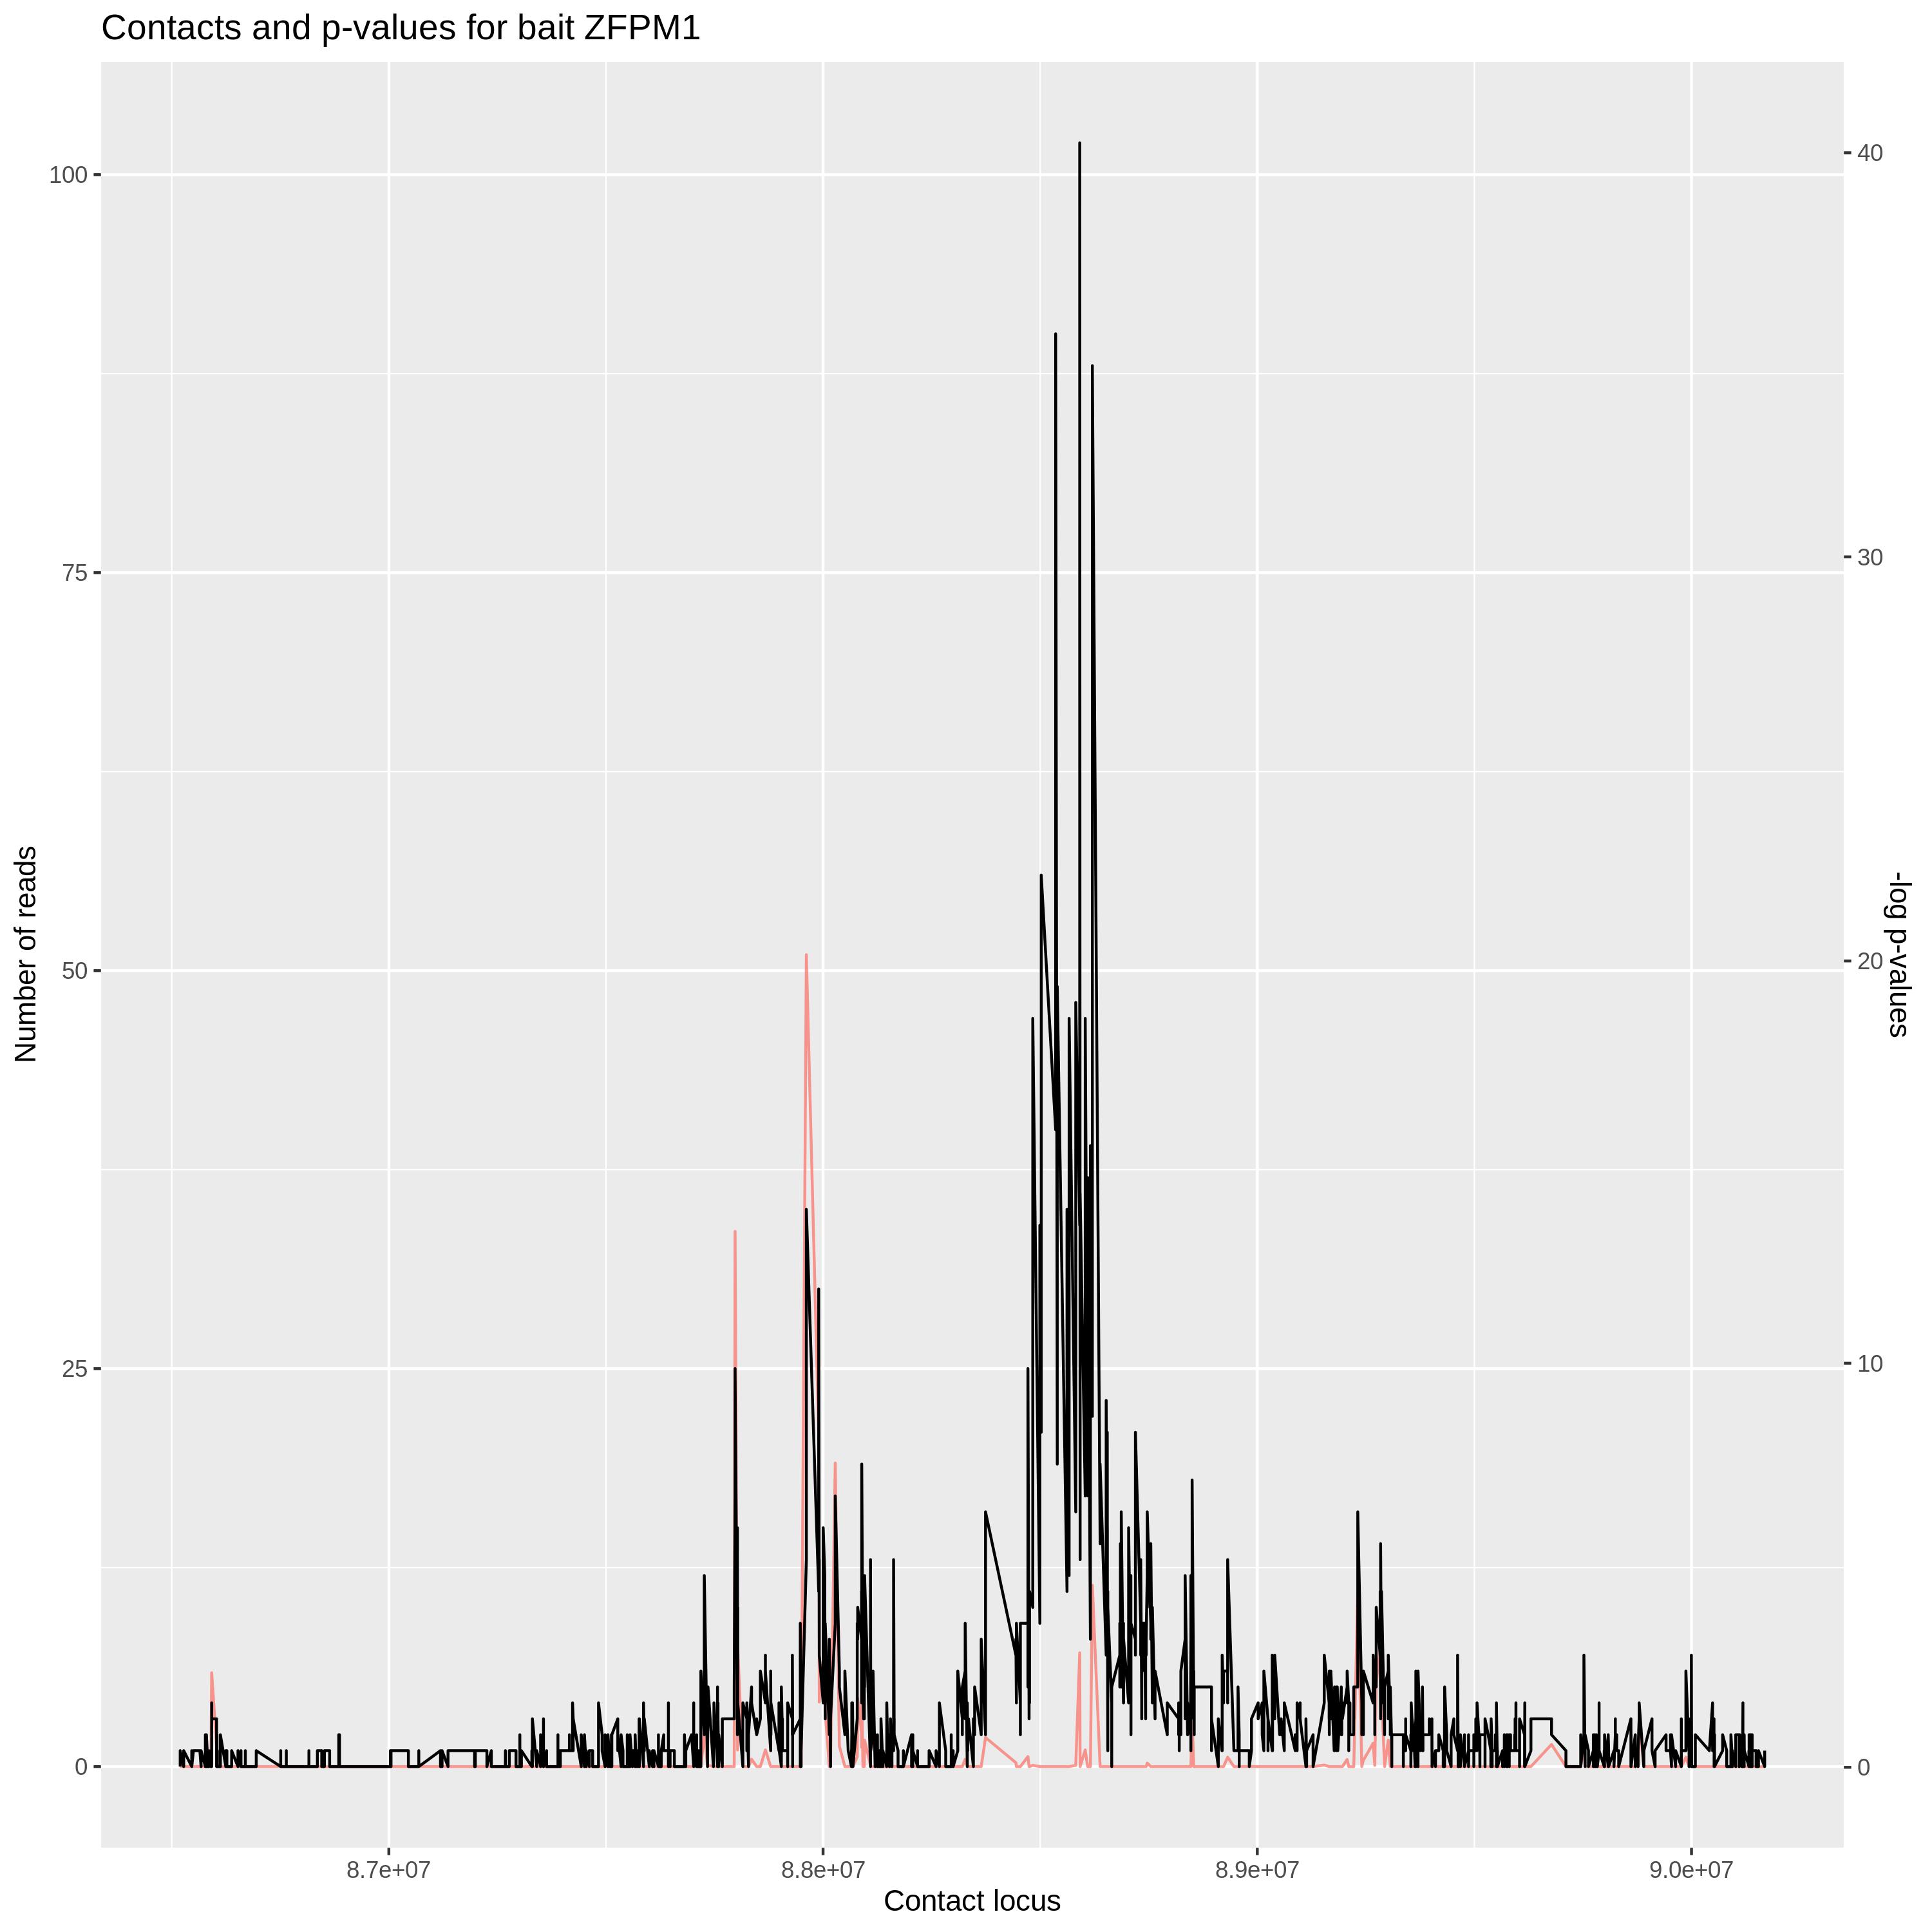 Contacts and p-values for bait ZFPM1
100
75
50
25
0
Number of reads
40
30
20
10
0
-log p-values
8.7e+07
8.8e+07
8.9e+07
9.0e+07
Contact locus